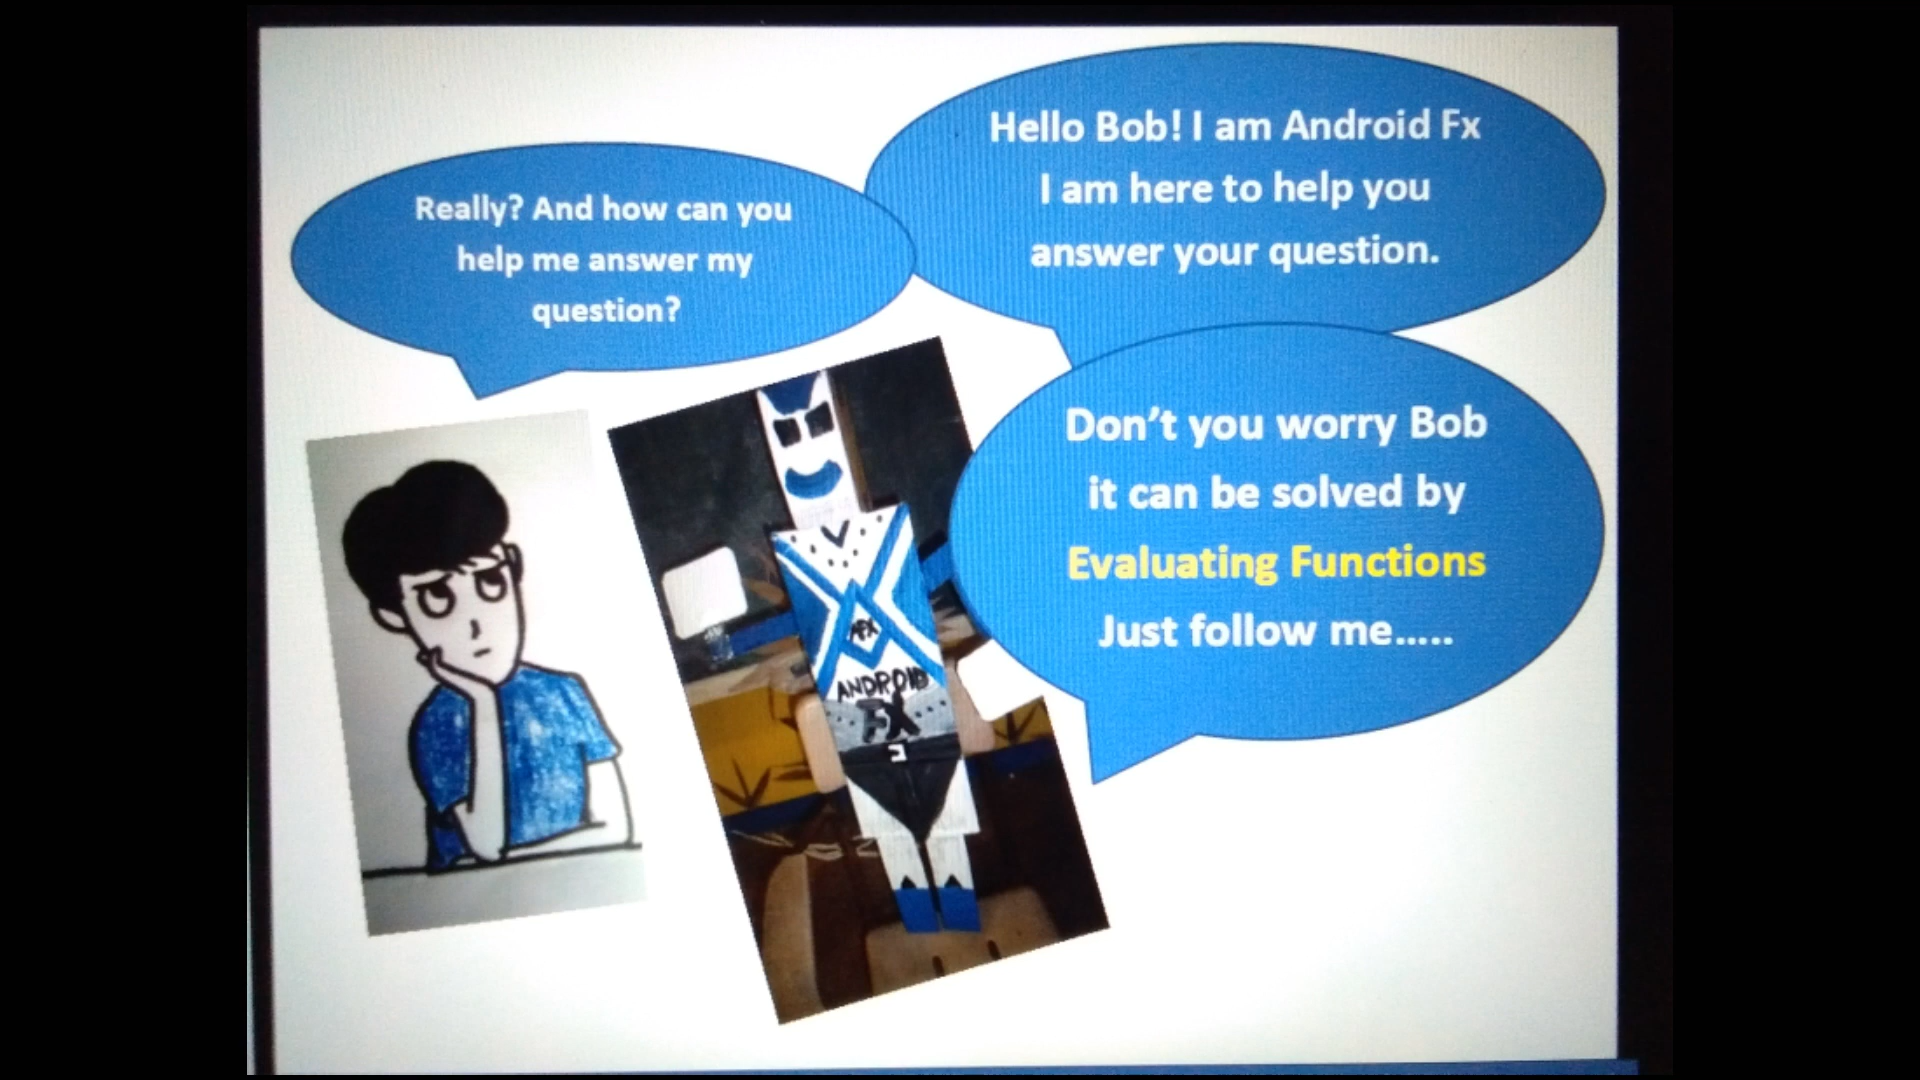 Hello Bob! I am Android Fx
I am here to help you
answer your question.
Really? And how can you
help me answer my
question?
Don't you worry Bob
it can be solved by
Evaluating Functions
Just follow me.....
AFX
ANDROID
FX